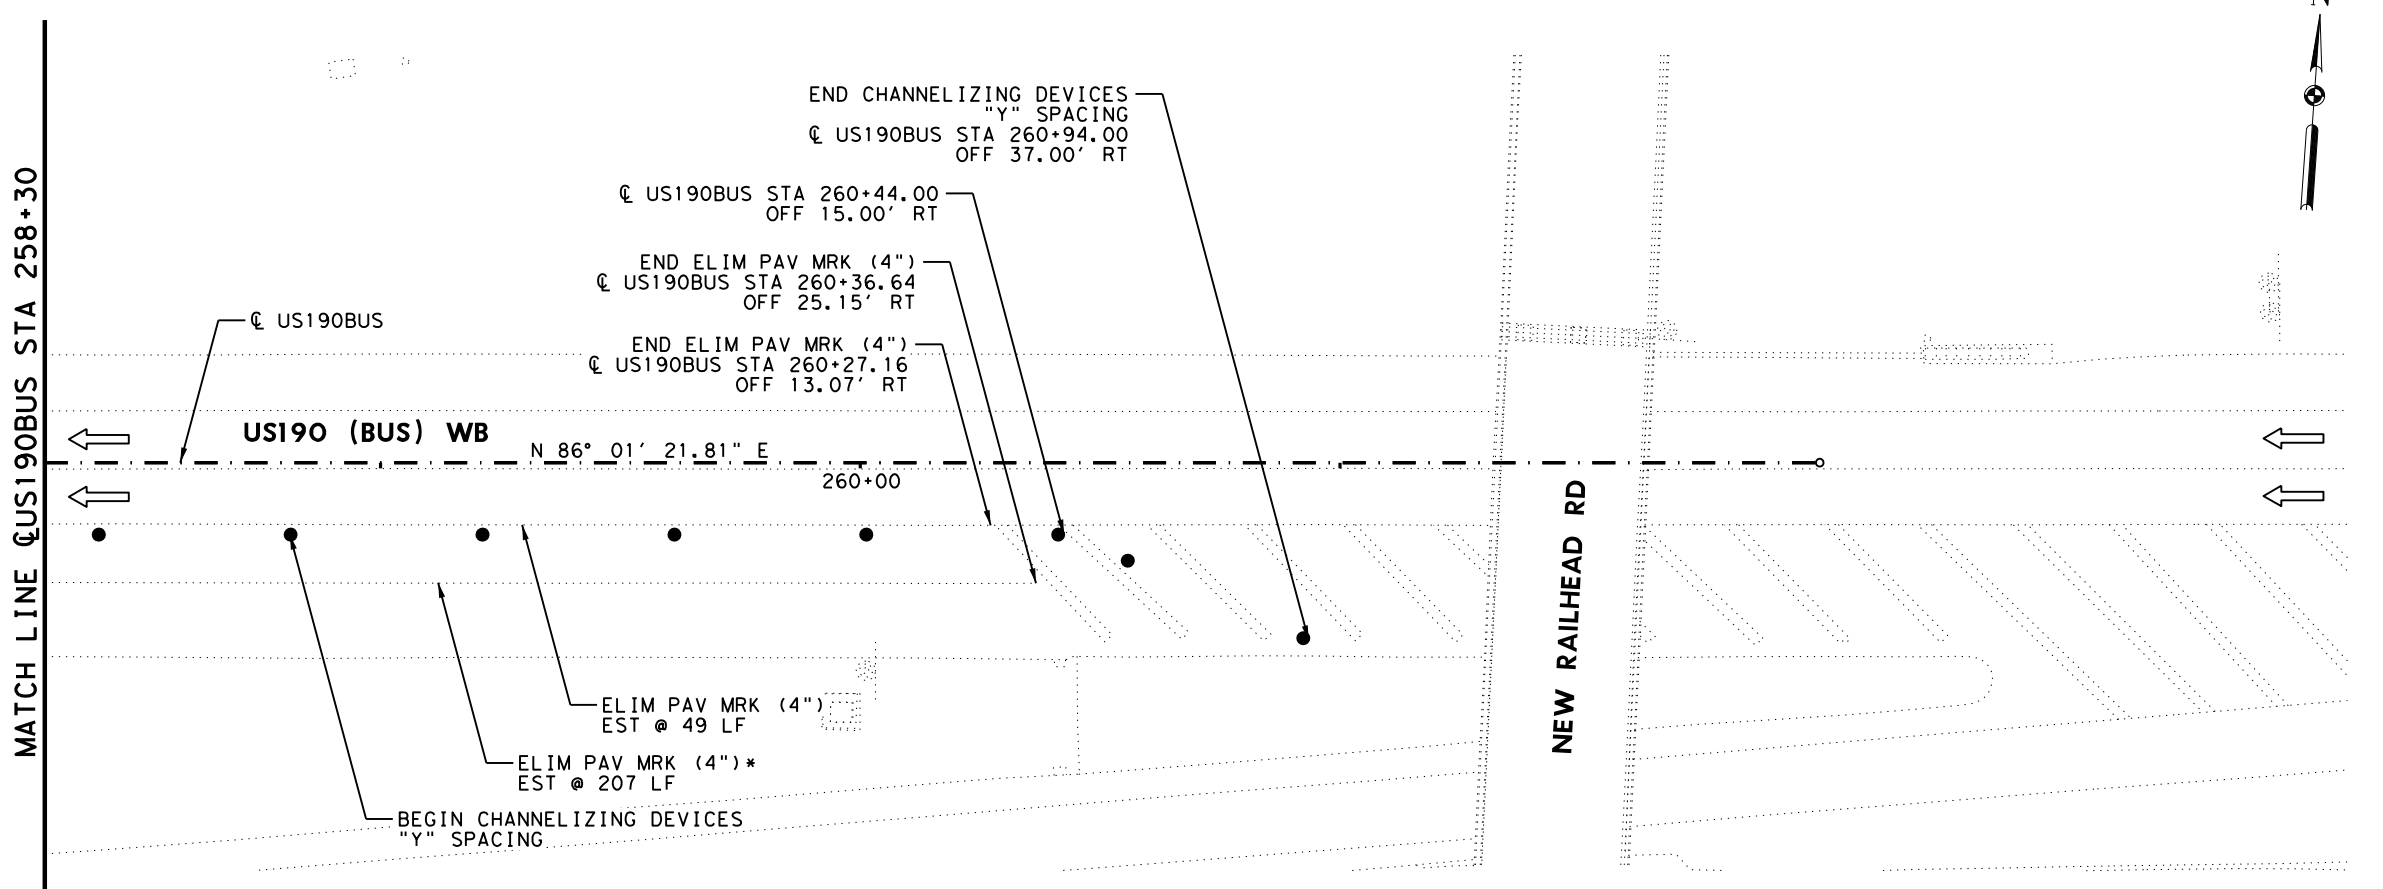 N
END CHANNELIZING DEVICES
"Y" SPACING
℄ US190BUS STA 260+94.00
OFF 37.00' RT
℄ US190BUS STA 260+44.00
OFF 15.00' RT
END ELIM PAV MRK (4")
℄ US190BUS STA 260+36.64
OFF 25.15' RT
END ELIM PAV MRK (4")
℄ US190BUS STA 260+27.16
OFF 13.07' RT
℄ US190BUS
MATCH LINE ℄US190BUS STA 258+30
US190 (BUS) WB
N 86° 01' 21.81" E
260+00
NEW RAILHEAD RD
ELIM PAV MRK (4")
EST @ 49 LF
ELIM PAV MRK (4")*
EST @ 207 LF
BEGIN CHANNELIZING DEVICES
"Y" SPACING